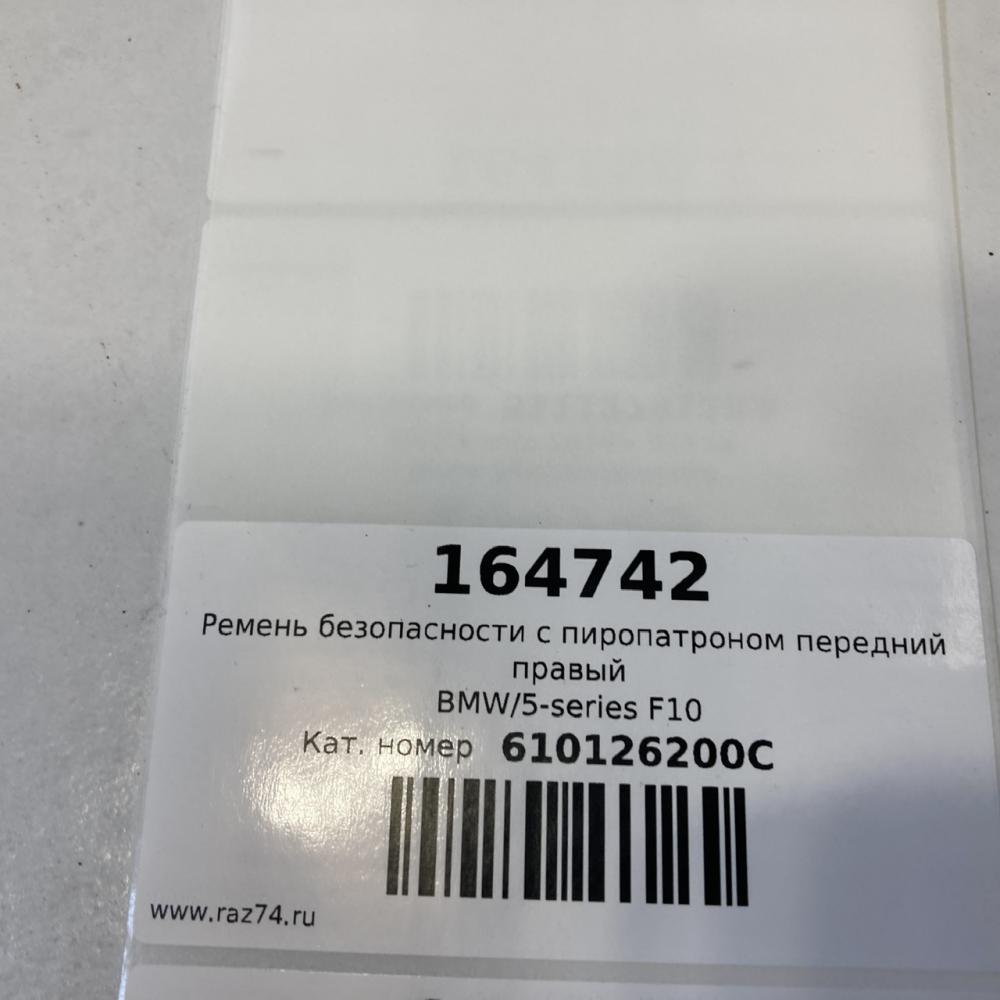 164742
Ремень безопасности с пиропатроном передний
правый
BMW/5-series F10
Кат. номер 610126200C
www.raz74.ru